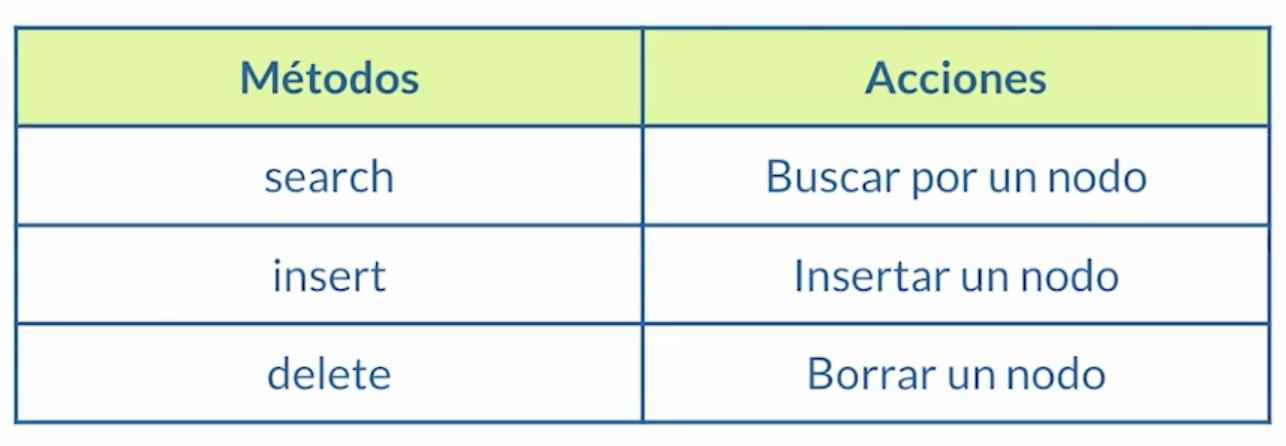 Métodos Acciones
search Buscar por un nodo
insert Insertar un nodo
delete Borrar un nodo